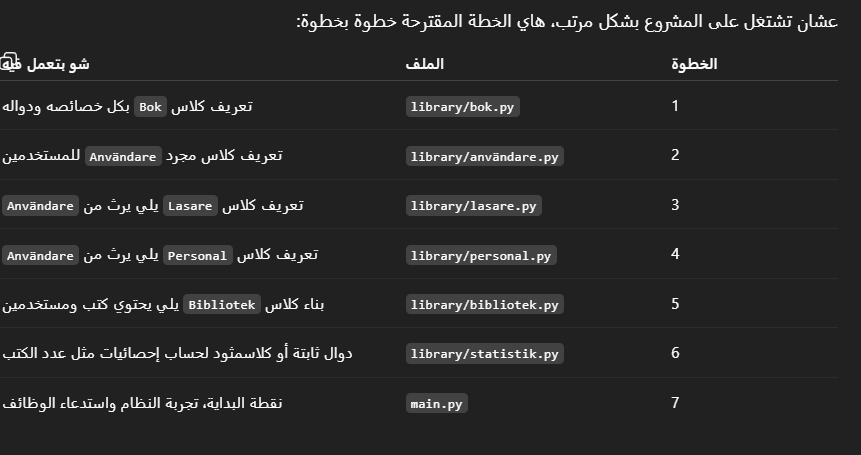 عشان تشتغل على المشروع بشكل مرتب، هاي الخطة المقترحة خطوة بخطوة:
الخطوة الملف شو بتعمل فيه
1 library/bok.py تعريف كلاس Bok بكل خصائصه ودواله
2 library/användare.py تعريف كلاس مجرد Användare للمستخدمين
3 library/lasare.py تعريف كلاس Lasare يلي يرث من Användare
4 library/personal.py تعريف كلاس Personal يلي يرث من Användare
5 library/bibliotek.py بناء كلاس Bibliotek يلي يحتوي كتب ومستخدمين
6 library/statistik.py دوال ثابتة أو كلاسمثود لحساب إحصائيات مثل عدد الكتب
7 main.py نقطة البداية، تجربة النظام واستدعاء الوظائف